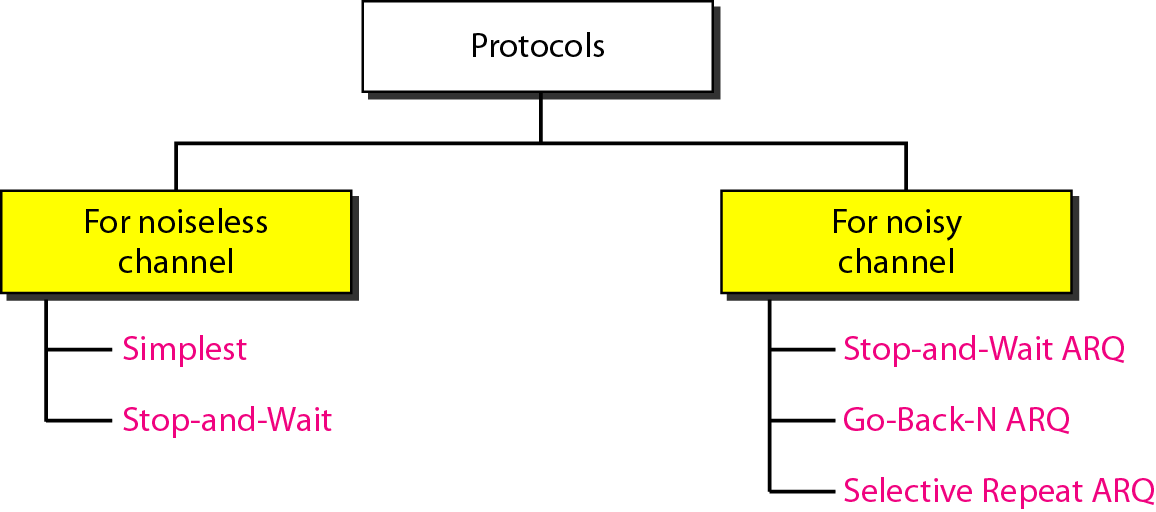 Protocols
For noiseless
channel
For noisy
channel
Simplest
Stop-and-Wait
Stop-and-Wait ARQ
Go-Back-N ARQ
Selective Repeat ARQ